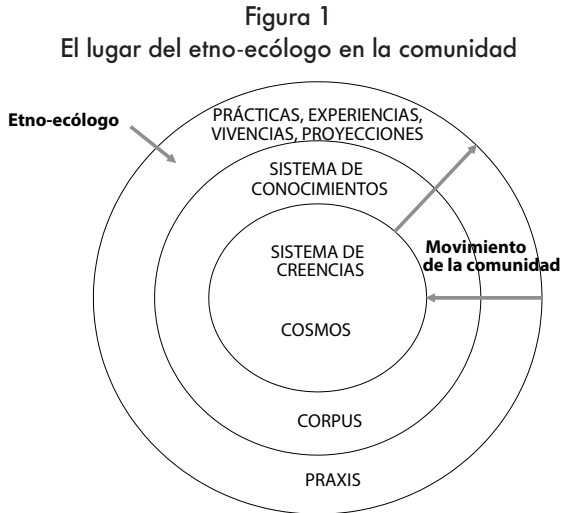 Figura 1
El lugar del etno-ecólogo en la comunidad
Etno-ecólogo
PRÁCTICAS, EXPERIENCIAS,
VIVENCIAS, PROYECCIONES
SISTEMA DE
CONOCIMIENTOS
SISTEMA DE
CREENCIAS
Movimiento
de la comunidad
COSMOS
CORPUS
PRAXIS